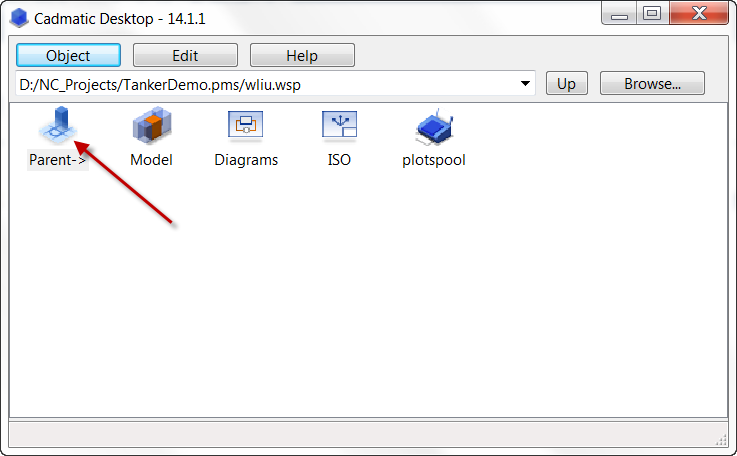 Cadmatic Desktop - 14.1.1
Object Edit Help
D:/NC_Projects/TankerDemo.pms/wliu.wsp Up Browse...
Parent-> Model Diagrams ISO plotspool